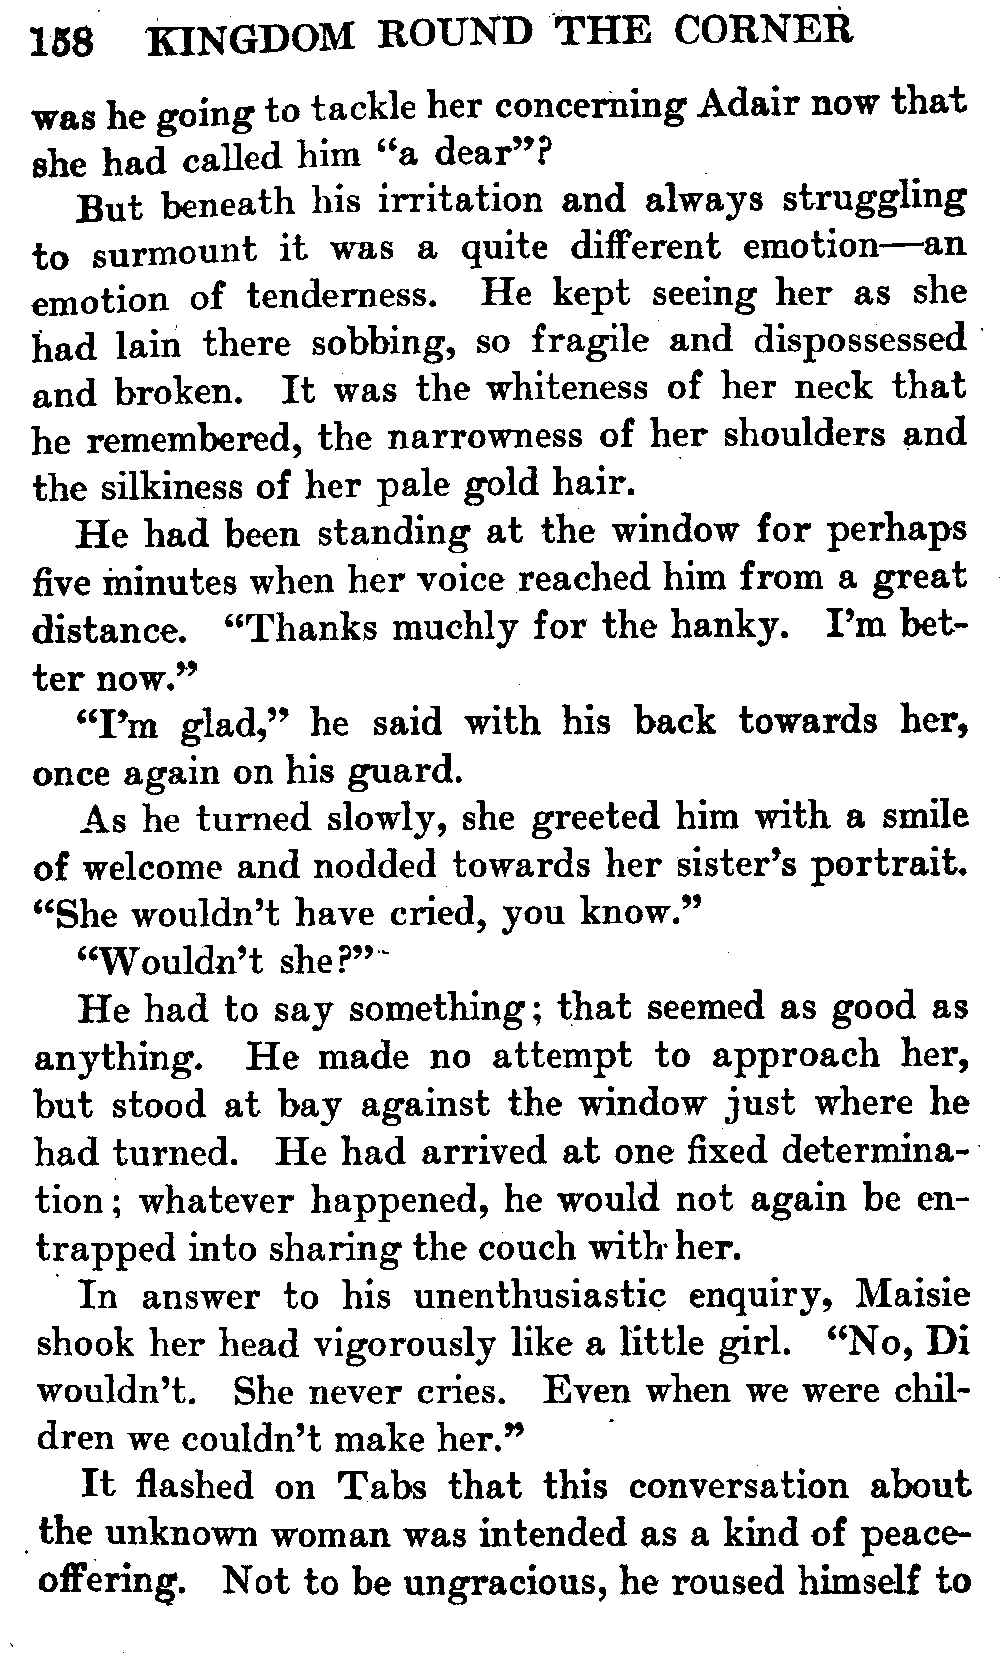 158 KINGDOM ROUND THE CORNER
was he going to tackle her concerning Adair now that
she had called him “a dear”?
But beneath his irritation and always struggling
to surmount it was a quite different emotion—an
emotion of tenderness. He kept seeing her as she
had lain there sobbing, so fragile and dispossessed
and broken. It was the whiteness of her neck that
he remembered, the narrowness of her shoulders and
the silkiness of her pale gold hair.
He had been standing at the window for perhaps
five minutes when her voice reached him from a great
distance. “Thanks muchly for the hanky. I’m bet-
ter now.”
“I’m glad,” he said with his back towards her,
once again on his guard.
As he turned slowly, she greeted him with a smile
of welcome and nodded towards her sister’s portrait.
“She wouldn’t have cried, you know.”
“Wouldn’t she?”
He had to say something; that seemed as good as
anything. He made no attempt to approach her,
but stood at bay against the window just where he
had turned. He had arrived at one fixed determina-
tion; whatever happened, he would not again be en-
trapped into sharing the couch with her.
In answer to his unenthusiastic enquiry, Maisie
shook her head vigorously like a little girl. “No, Di
wouldn’t. She never cries. Even when we were chil-
dren we couldn’t make her.”
It flashed on Tabs that this conversation about
the unknown woman was intended as a kind of peace-
offering. Not to be ungracious, he roused himself to